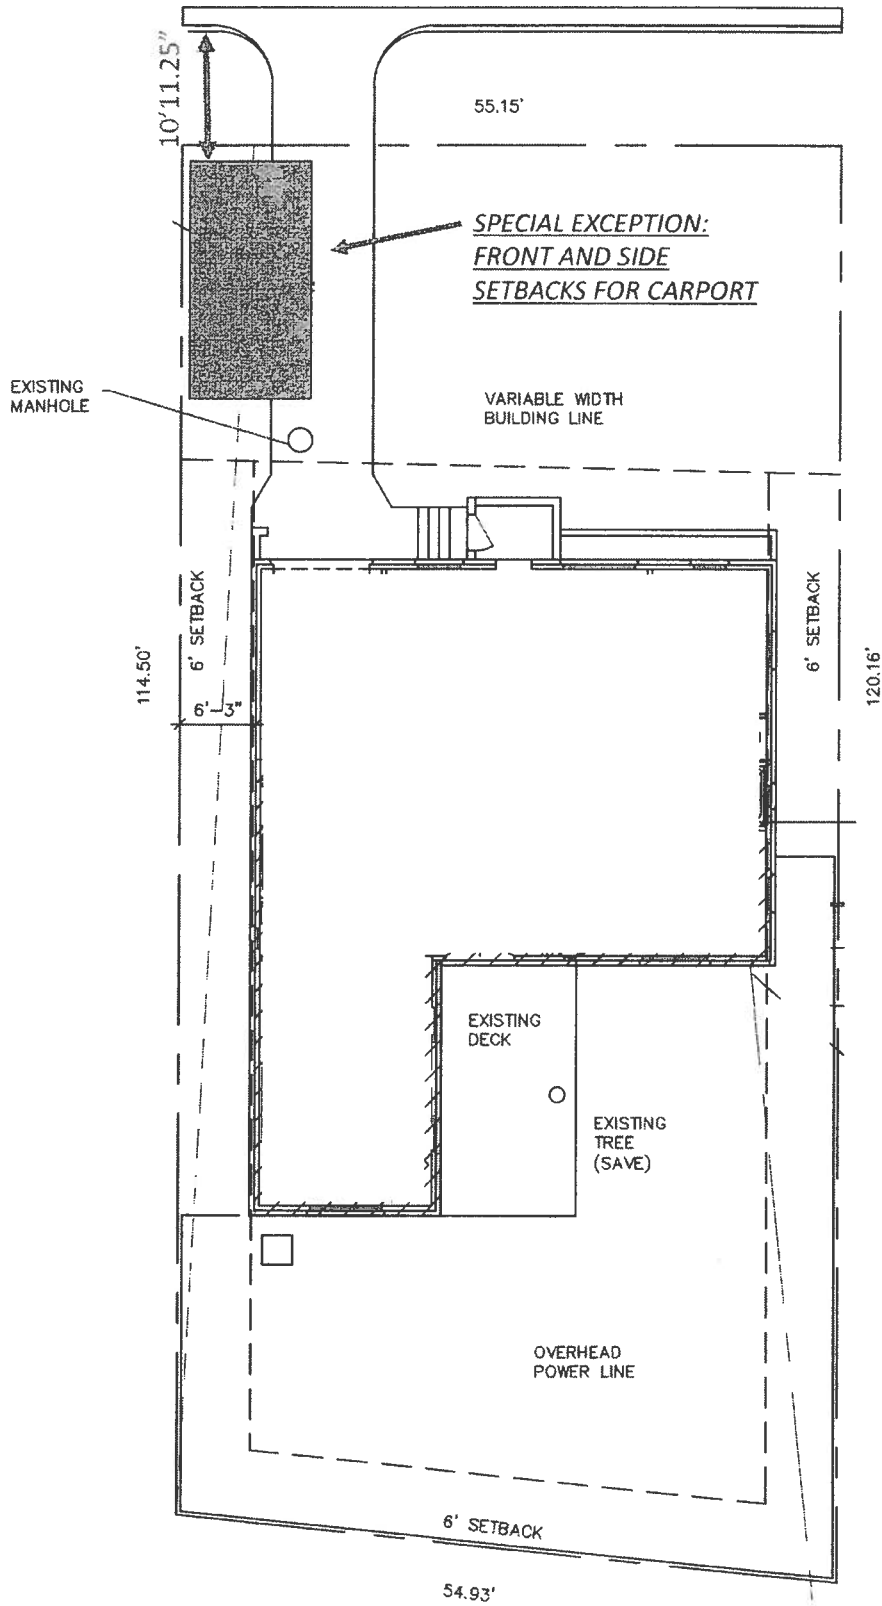 10'11.25"
55.15'
SPECIAL EXCEPTION:
FRONT AND SIDE
SETBACKS FOR CARPORT
EXISTING
MANHOLE
VARIABLE WIDTH
BUILDING LINE
6' SETBACK
6' SETBACK
114.50'
120.16'
6'-3"
EXISTING
DECK
EXISTING
TREE
(SAVE)
OVERHEAD
POWER LINE
6' SETBACK
54.93'